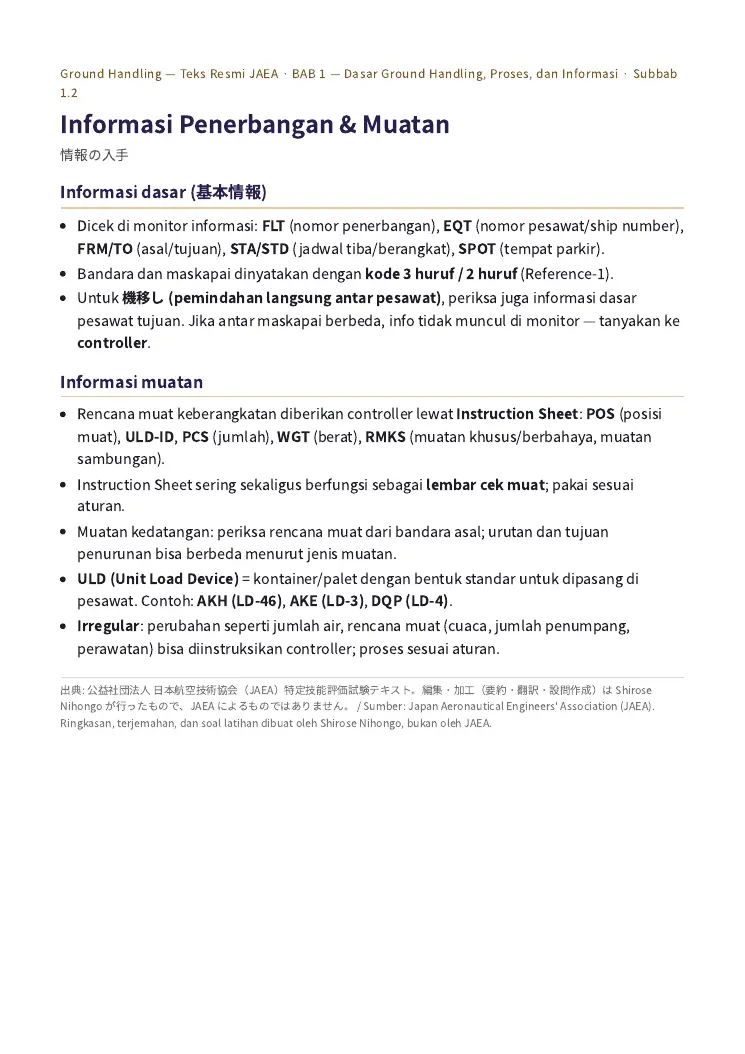 Ground Handling — Teks Resmi JAEA · BAB 1 — Dasar Ground Handling, Proses, dan Informasi · Subbab
1.2
Informasi Penerbangan & Muatan
情報の入手
Informasi dasar (基本情報)
• Dicek di monitor informasi: FLT (nomor penerbangan), EQT (nomor pesawat/ship number),
FRM/TO (asal/tujuan), STA/STD (jadwal tiba/berangkat), SPOT (tempat parkir).
• Bandara dan maskapai dinyatakan dengan kode 3 huruf / 2 huruf (Reference-1).
• Untuk 機移し (pemindahan langsung antar pesawat), periksa juga informasi dasar
pesawat tujuan. Jika antar maskapai berbeda, info tidak muncul di monitor — tanyakan ke
controller.
Informasi muatan
• Rencana muat keberangkatan diberikan controller lewat Instruction Sheet: POS (posisi
muat), ULD-ID, PCS (jumlah), WGT (berat), RMKS (muatan khusus/berbahaya, muatan
sambungan).
• Instruction Sheet sering sekaligus berfungsi sebagai lembar cek muat; pakai sesuai
aturan.
• Muatan kedatangan: periksa rencana muat dari bandara asal; urutan dan tujuan
penurunan bisa berbeda menurut jenis muatan.
• ULD (Unit Load Device) = kontainer/palet dengan bentuk standar untuk dipasang di
pesawat. Contoh: AKH (LD-46), AKE (LD-3), DQP (LD-4).
• Irregular: perubahan seperti jumlah air, rencana muat (cuaca, jumlah penumpang,
perawatan) bisa diinstruksikan controller; proses sesuai aturan.
出典: 公益社団法人 日本航空技術協会（JAEA）特定技能評価試験テキスト。編集・加工（要約・翻訳・設問作成）は Shirose
Nihongo が行ったもので、JAEA によるものではありません。 / Sumber: Japan Aeronautical Engineers' Association (JAEA).
Ringkasan, terjemahan, dan soal latihan dibuat oleh Shirose Nihongo, bukan oleh JAEA.